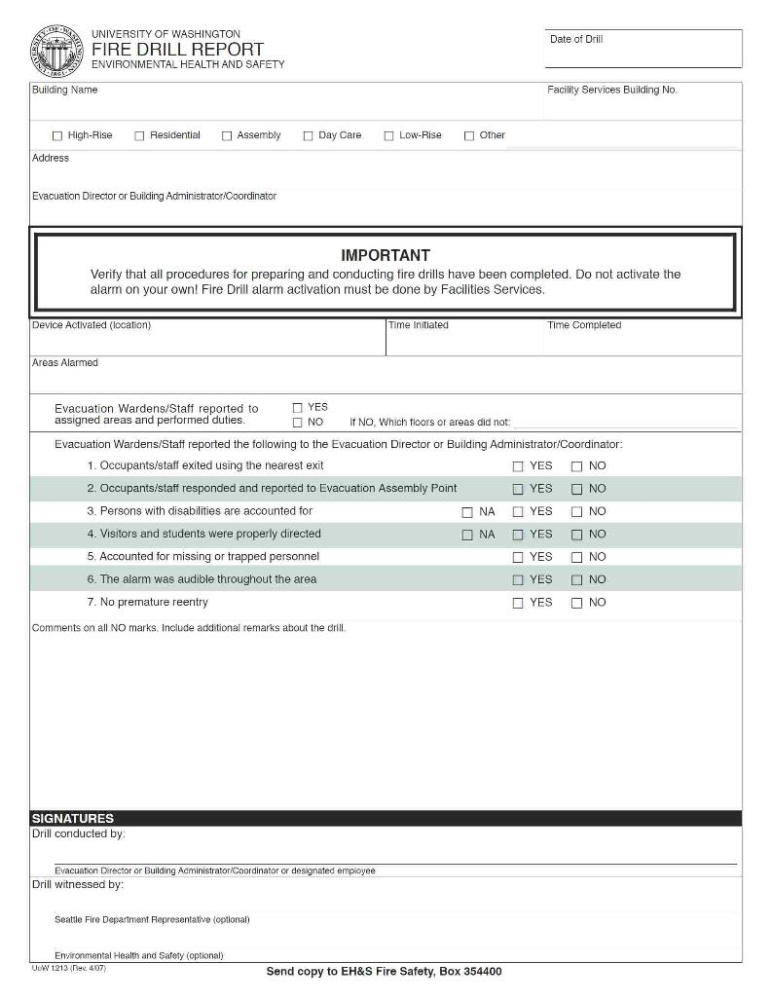 UNIVERSITY OF WASHINGTON
FIRE DRILL REPORT
ENVIRONMENTAL HEALTH AND SAFETY
Date of Drill
Building Name
Facility Services Building No.
☐ High-Rise ☐ Residential ☐ Assembly ☐ Day Care ☐ Low-Rise ☐ Other
Address
Evacuation Director or Building Administrator/Coordinator
IMPORTANT
Verify that all procedures for preparing and conducting fire drills have been completed. Do not activate the
alarm on your own! Fire Drill alarm activation must be done by Facilities Services.
Device Activated (location)
Time Initiated
Time Completed
Areas Alarmed
Evacuation Wardens/Staff reported to ☐ YES
assigned areas and performed duties. ☐ NO If NO, Which floors or areas did not:
Evacuation Wardens/Staff reported the following to the Evacuation Director or Building Administrator/Coordinator:
1. Occupants/staff exited using the nearest exit ☐ YES ☐ NO
2. Occupants/staff responded and reported to Evacuation Assembly Point ☐ YES ☐ NO
3. Persons with disabilities are accounted for ☐ NA ☐ YES ☐ NO
4. Visitors and students were properly directed ☐ NA ☐ YES ☐ NO
5. Accounted for missing or trapped personnel ☐ YES ☐ NO
6. The alarm was audible throughout the area ☐ YES ☐ NO
7. No premature reentry ☐ YES ☐ NO
Comments on all NO marks. Include additional remarks about the drill.
SIGNATURES
Drill conducted by:
Evacuation Director or Building Administrator/Coordinator or designated employee
Drill witnessed by:
Seattle Fire Department Representative (optional)
Environmental Health and Safety (optional)
UoW 1213 (Rev. 4/07)
Send copy to EH&S Fire Safety, Box 354400